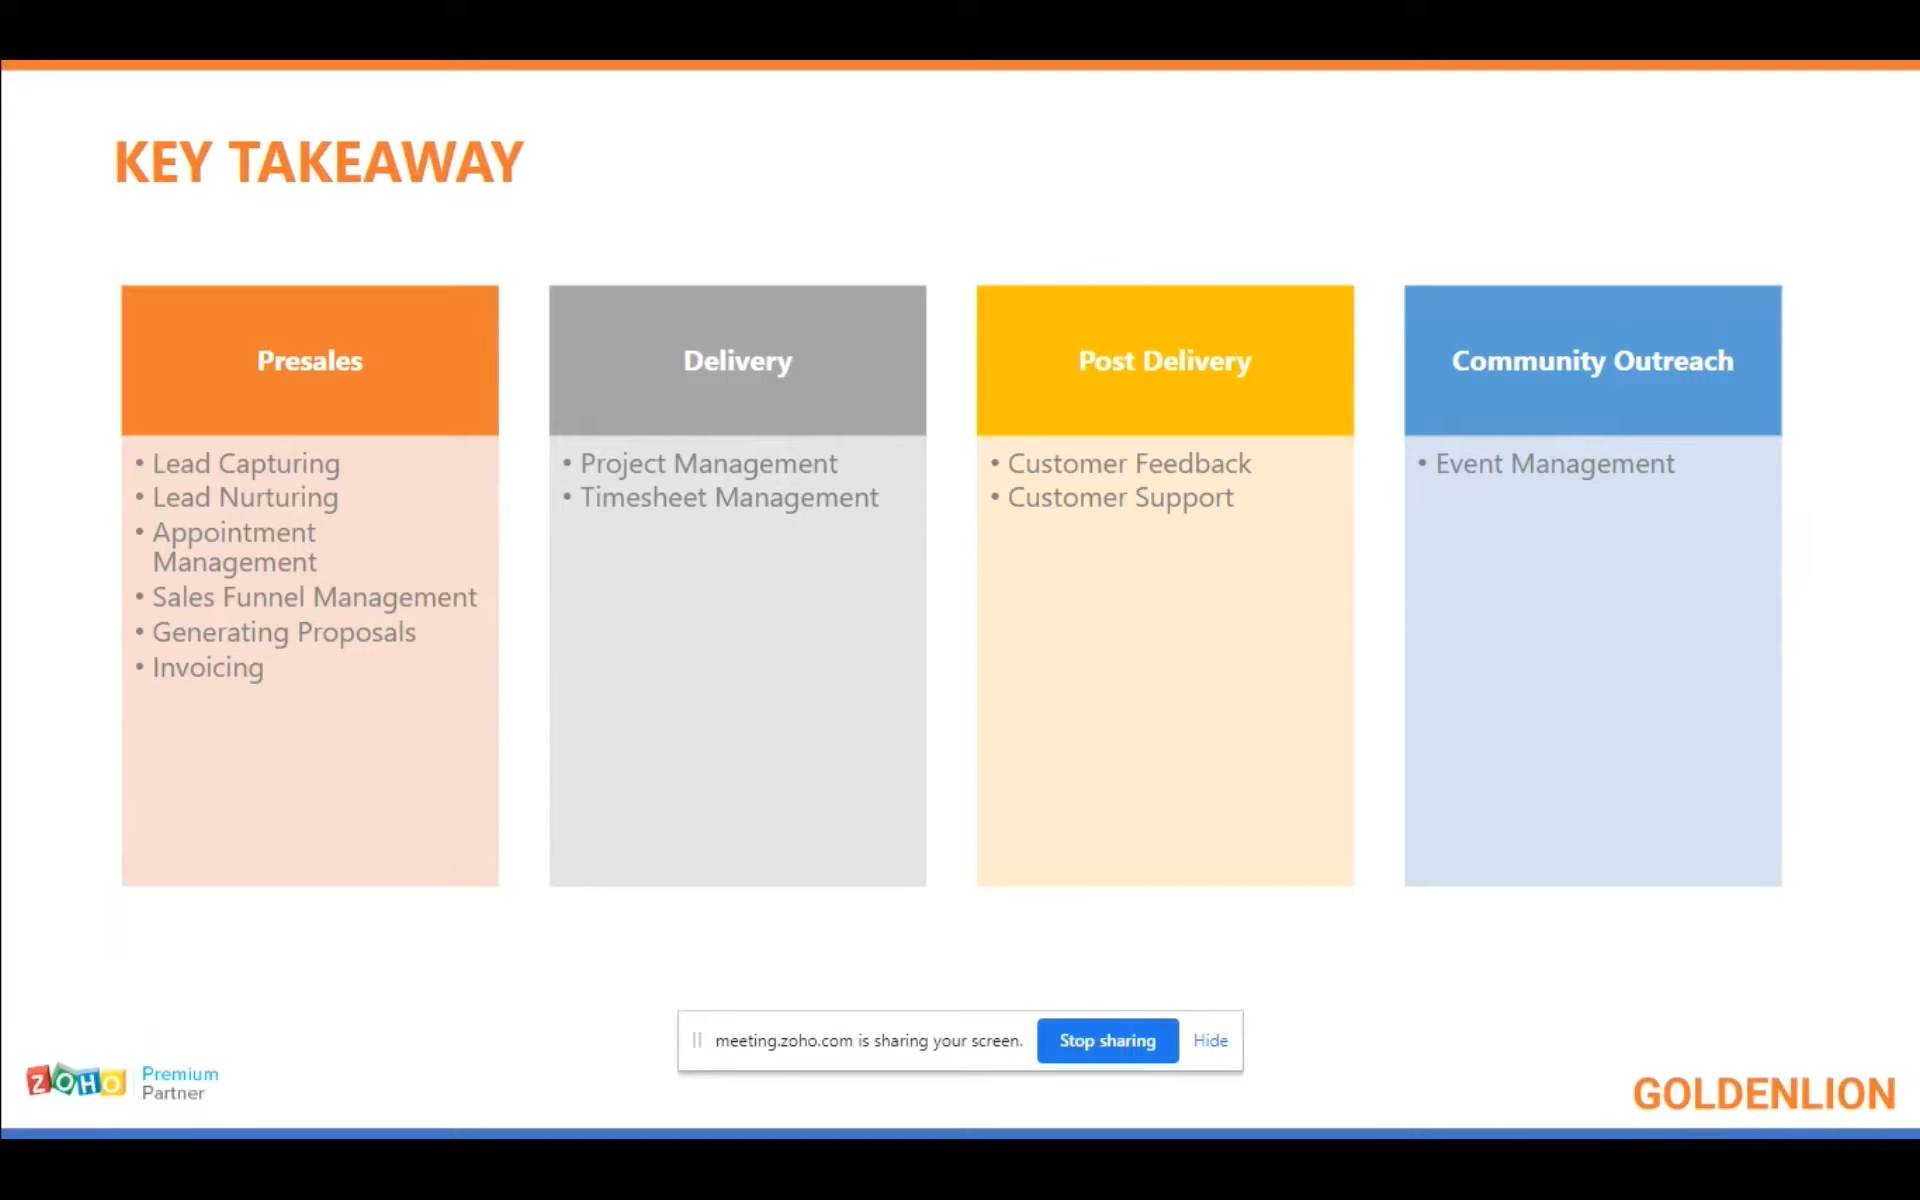 KEY TAKEAWAY
Presales
• Lead Capturing
• Lead Nurturing
• Appointment
Management
• Sales Funnel Management
• Generating Proposals
• Invoicing
Delivery
• Project Management
• Timesheet Management
Post Delivery
• Customer Feedback
• Customer Support
Community Outreach
• Event Management
meeting.zoho.com is sharing your screen. Stop sharing Hide
ZOHO
Premium
Partner
GOLDENLION